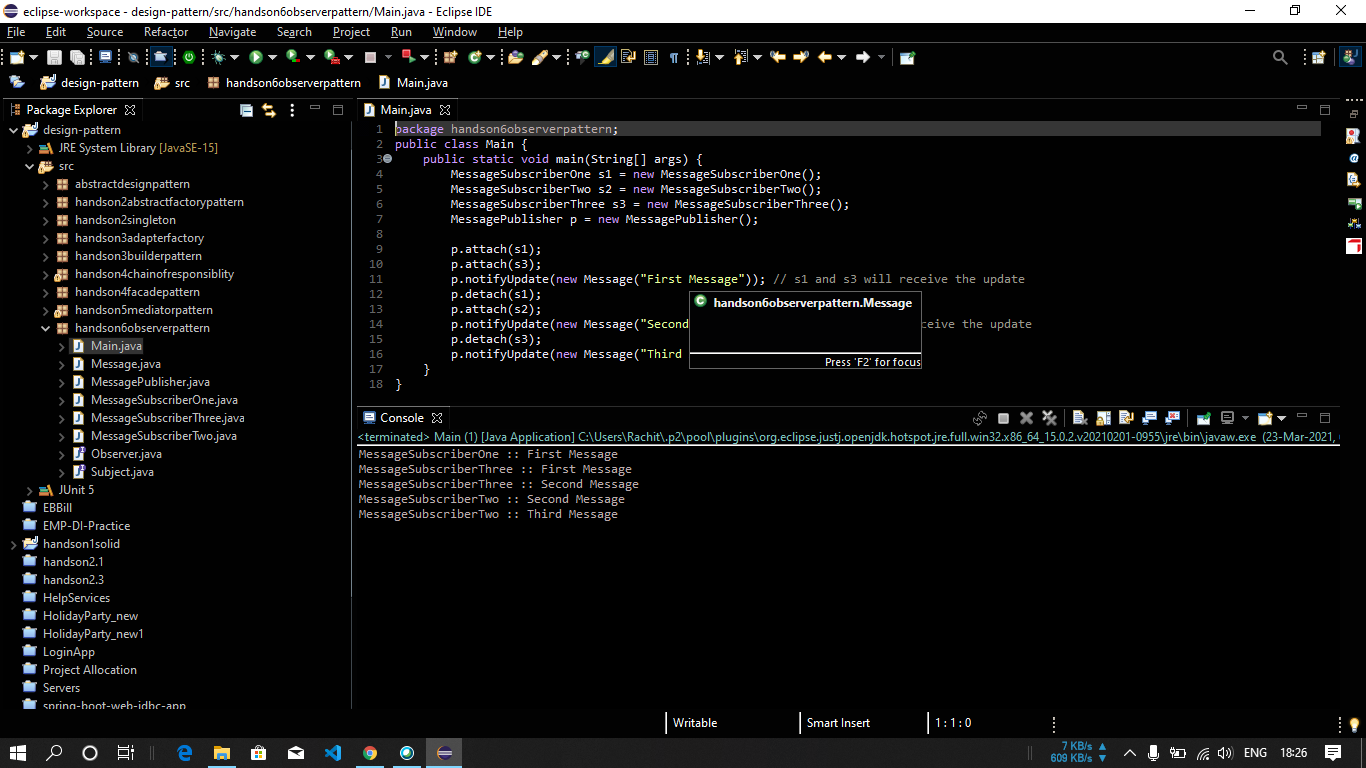 eclipse-workspace - design-pattern/src/handson6observerpattern/Main.java - Eclipse IDE
File Edit Source Refactor Navigate Search Project Run Window Help
design-pattern src handson6observerpattern Main.java
Package Explorer
design-pattern
JRE System Library [JavaSE-15]
src
abstractdesignpattern
handson2abstractfactorypattern
handson2singleton
handson3adapterfactory
handson3builderpattern
handson4chainofresponsiblity
handson4facadepattern
handson5mediatorpattern
handson6observerpattern
Main.java
Message.java
MessagePublisher.java
MessageSubscriberOne.java
MessageSubscriberThree.java
MessageSubscriberTwo.java
Observer.java
Subject.java
JUnit 5
EBBill
EMP-DI-Practice
handson1solid
handson2.1
handson2.3
HelpServices
HolidayParty_new
HolidayParty_new1
LoginApp
Project Allocation
Servers
spring-boot-web-jdbc-app
Main.java
1 package handson6observerpattern;
2 public class Main {
3 public static void main(String[] args) {
4 MessageSubscriberOne s1 = new MessageSubscriberOne();
5 MessageSubscriberTwo s2 = new MessageSubscriberTwo();
6 MessageSubscriberThree s3 = new MessageSubscriberThree();
7 MessagePublisher p = new MessagePublisher();
8
9 p.attach(s1);
10 p.attach(s3);
11 p.notifyUpdate(new Message("First Message")); // s1 and s3 will receive the update
12 p.detach(s1);
13 p.attach(s2);
14 p.notifyUpdate(new Message("Second ceive the update
15 p.detach(s3);
16 p.notifyUpdate(new Message("Third
17 }
18 }
handson6observerpattern.Message
Press 'F2' for focus
Console
<terminated> Main (1) [Java Application] C:\Users\Rachit\.p2\pool\plugins\org.eclipse.justj.openjdk.hotspot.jre.full.win32.x86_64_15.0.2.v20210201-0955\jre\bin\javaw.exe (23-Mar-2021,
MessageSubscriberOne :: First Message
MessageSubscriberThree :: First Message
MessageSubscriberThree :: Second Message
MessageSubscriberTwo :: Second Message
MessageSubscriberTwo :: Third Message
Writable Smart Insert 1 : 1 : 0
7 KB/s
609 KB/s
ENG 18:26